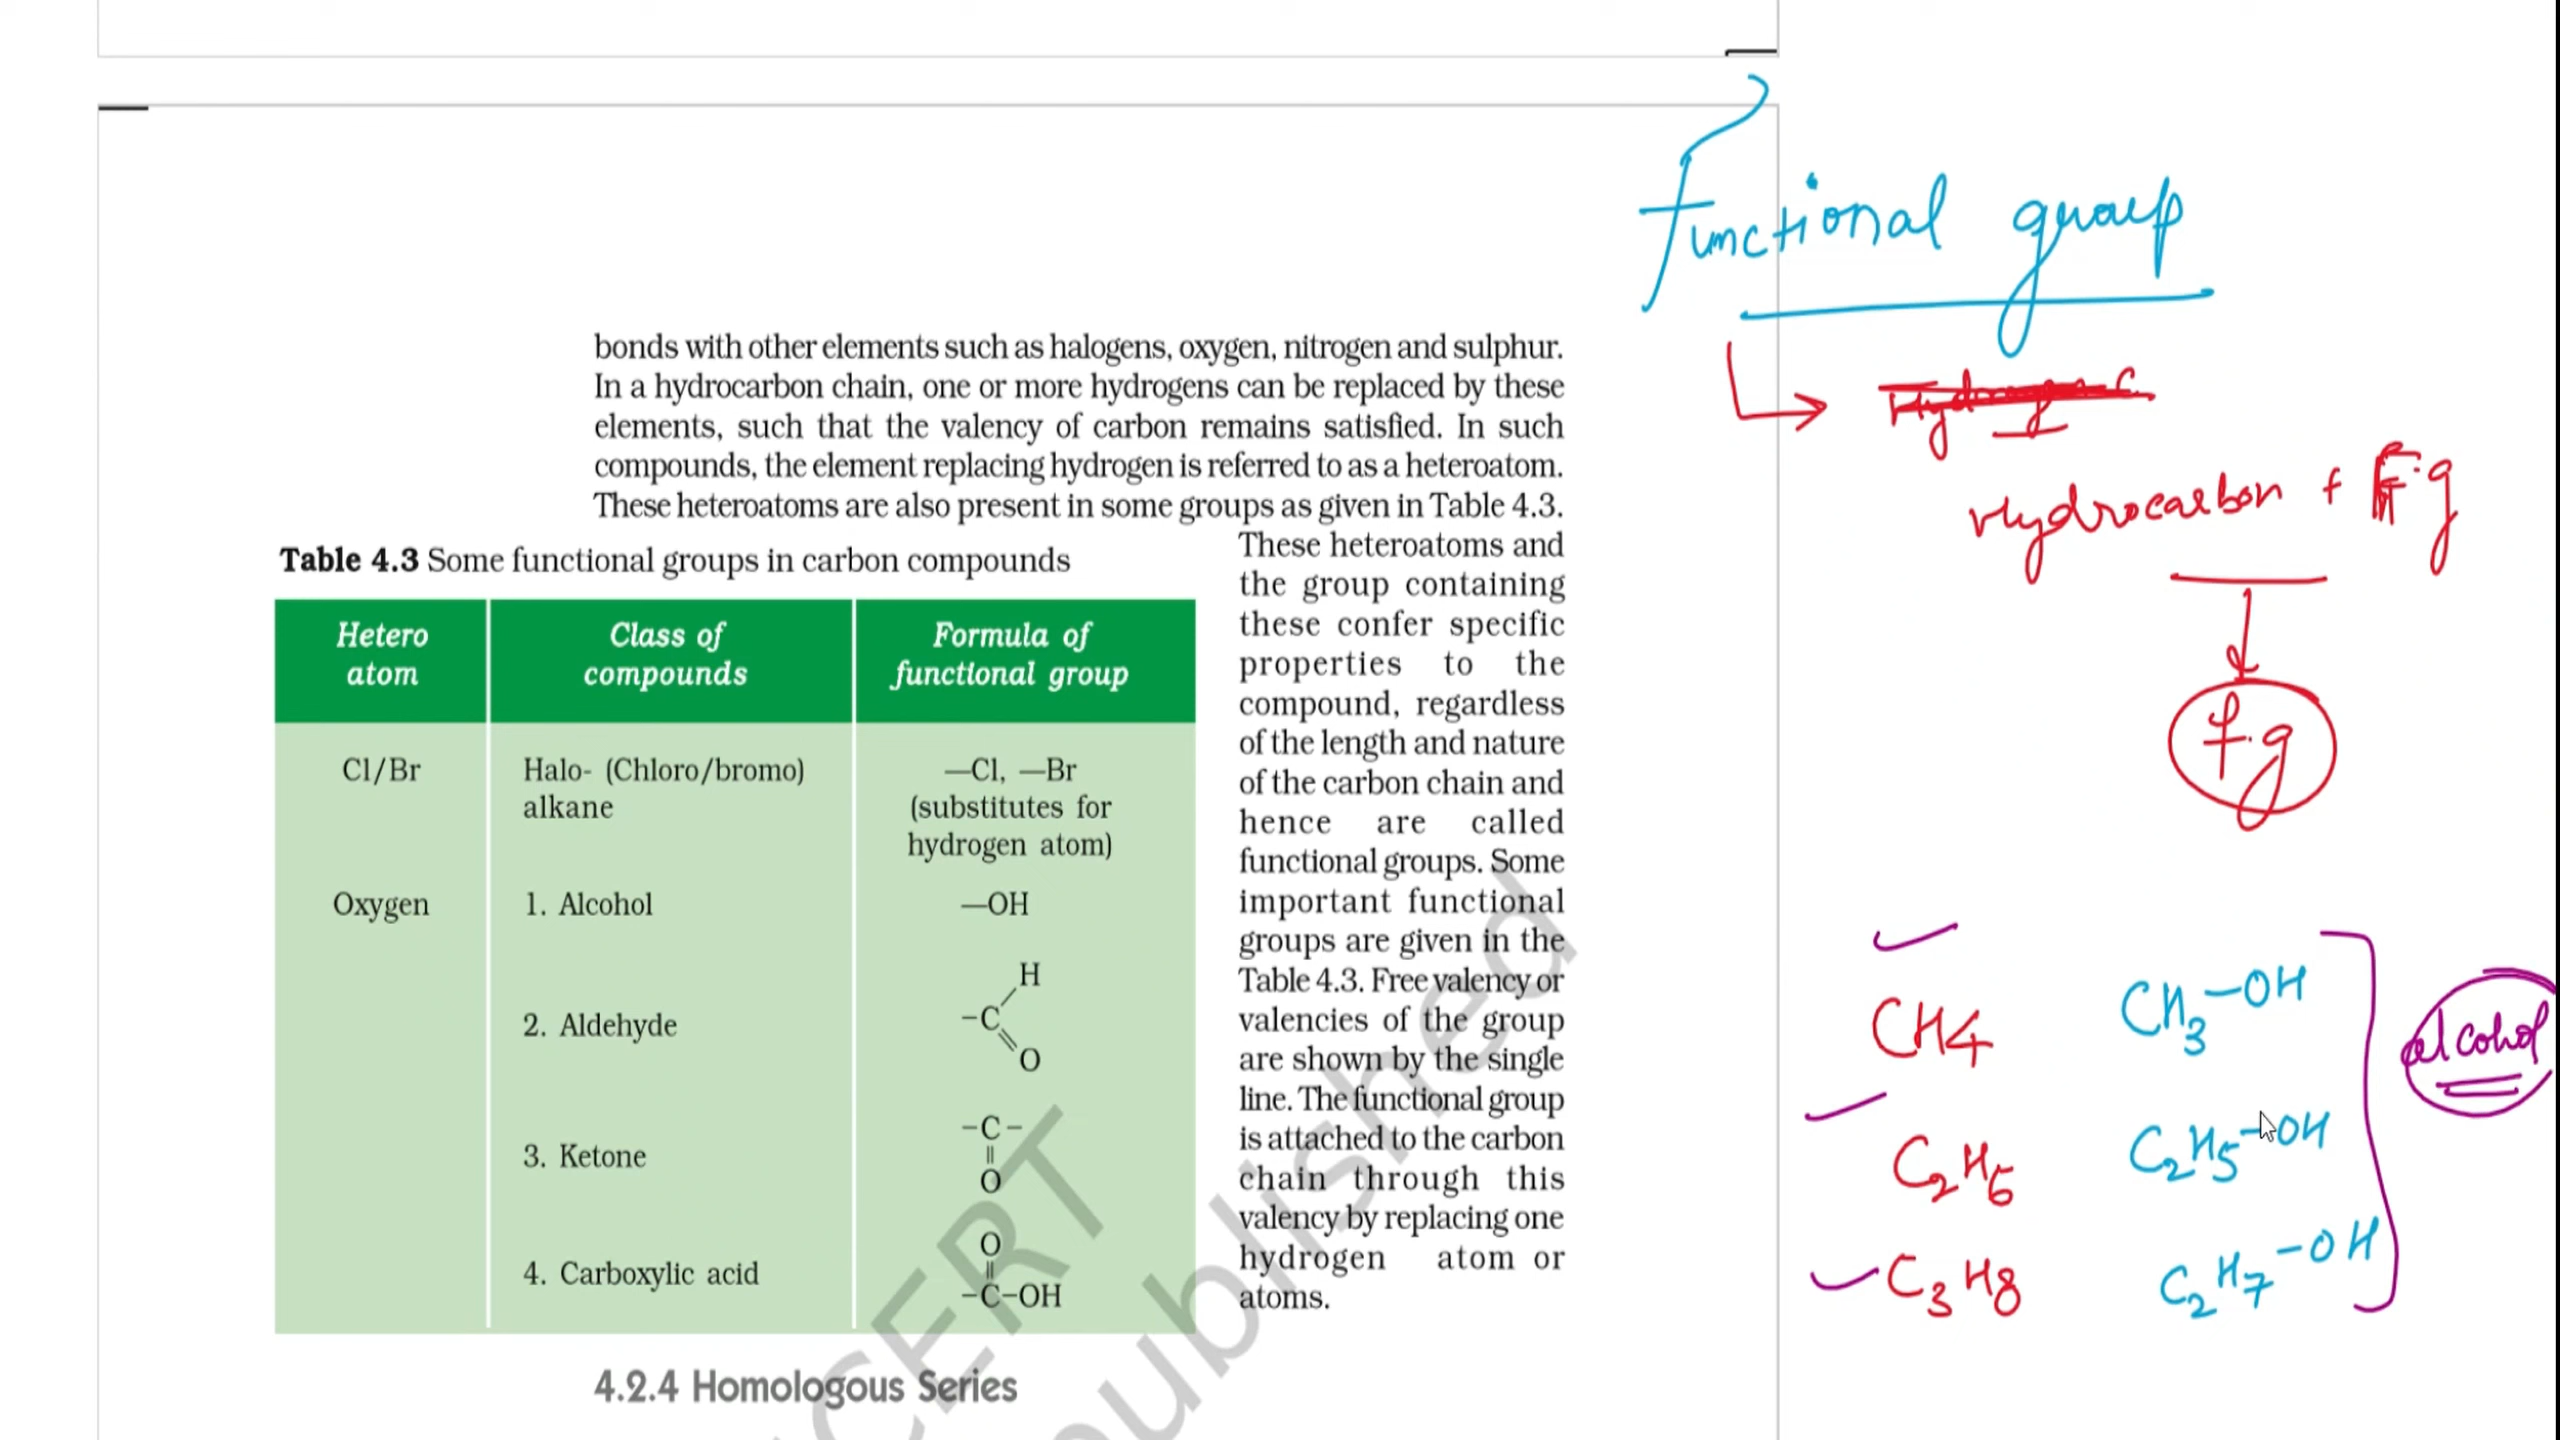 bonds with other elements such as halogens, oxygen, nitrogen and sulphur.
In a hydrocarbon chain, one or more hydrogens can be replaced by these
elements, such that the valency of carbon remains satisfied. In such
compounds, the element replacing hydrogen is referred to as a heteroatom.
These heteroatoms are also present in some groups as given in Table 4.3.
These heteroatoms and
the group containing
these confer specific
properties to the
compound, regardless
of the length and nature
of the carbon chain and
hence are called
functional groups. Some
important functional
groups are given in the
Table 4.3. Free valency or
valencies of the group
are shown by the single
line. The functional group
is attached to the carbon
chain through this
valency by replacing one
hydrogen atom or
atoms.
Table 4.3 Some functional groups in carbon compounds
Hetero atom Class of compounds Formula of functional group
Cl/Br Halo- (Chloro/bromo) —Cl, —Br
alkane (substitutes for
hydrogen atom)
Oxygen 1. Alcohol —OH
H
2. Aldehyde –C
O
–C–
3. Ketone ||
O
O
||
4. Carboxylic acid –C–OH
4.2.4 Homologous Series
NCERT
published
Functional group
Hydrocarbon + F.g
f.g
CH4 CH3–OH
C2H6 C2H5–OH
C3H8 C2H7–OH
alcohol